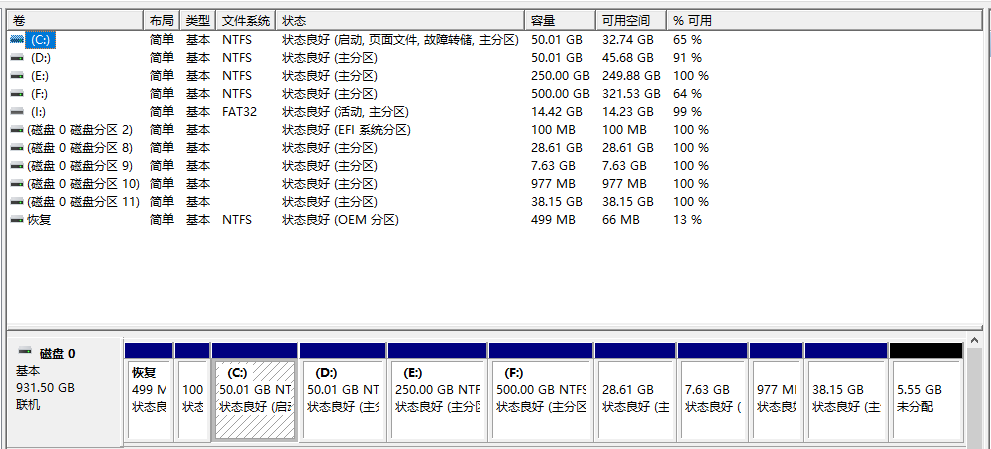 卷 布局 类型 文件系统 状态 容量 可用空间 % 可用
(C:) 简单 基本 NTFS 状态良好 (启动, 页面文件, 故障转储, 主分区) 50.01 GB 32.74 GB 65 %
(D:) 简单 基本 NTFS 状态良好 (主分区) 50.01 GB 45.68 GB 91 %
(E:) 简单 基本 NTFS 状态良好 (主分区) 250.00 GB 249.88 GB 100 %
(F:) 简单 基本 NTFS 状态良好 (主分区) 500.00 GB 321.53 GB 64 %
(I:) 简单 基本 FAT32 状态良好 (活动, 主分区) 14.42 GB 14.23 GB 99 %
(磁盘 0 磁盘分区 2) 简单 基本 状态良好 (EFI 系统分区) 100 MB 100 MB 100 %
(磁盘 0 磁盘分区 8) 简单 基本 状态良好 (主分区) 28.61 GB 28.61 GB 100 %
(磁盘 0 磁盘分区 9) 简单 基本 状态良好 (主分区) 7.63 GB 7.63 GB 100 %
(磁盘 0 磁盘分区 10) 简单 基本 状态良好 (主分区) 977 MB 977 MB 100 %
(磁盘 0 磁盘分区 11) 简单 基本 状态良好 (主分区) 38.15 GB 38.15 GB 100 %
恢复 简单 基本 NTFS 状态良好 (OEM 分区) 499 MB 66 MB 13 %
磁盘 0
基本
931.50 GB
联机
恢复
499 M
状态良
100
状态
(C:)
50.01 GB NT
状态良好 (启动
(D:)
50.01 GB NT
状态良好 (主分
(E:)
250.00 GB NTF
状态良好 (主分区
(F:)
500.00 GB NTFS
状态良好 (主分区
28.61 GB
状态良好 (主
7.63 GB
状态良好 (
977 MB
状态良好
38.15 GB
状态良好 (主
5.55 GB
未分配